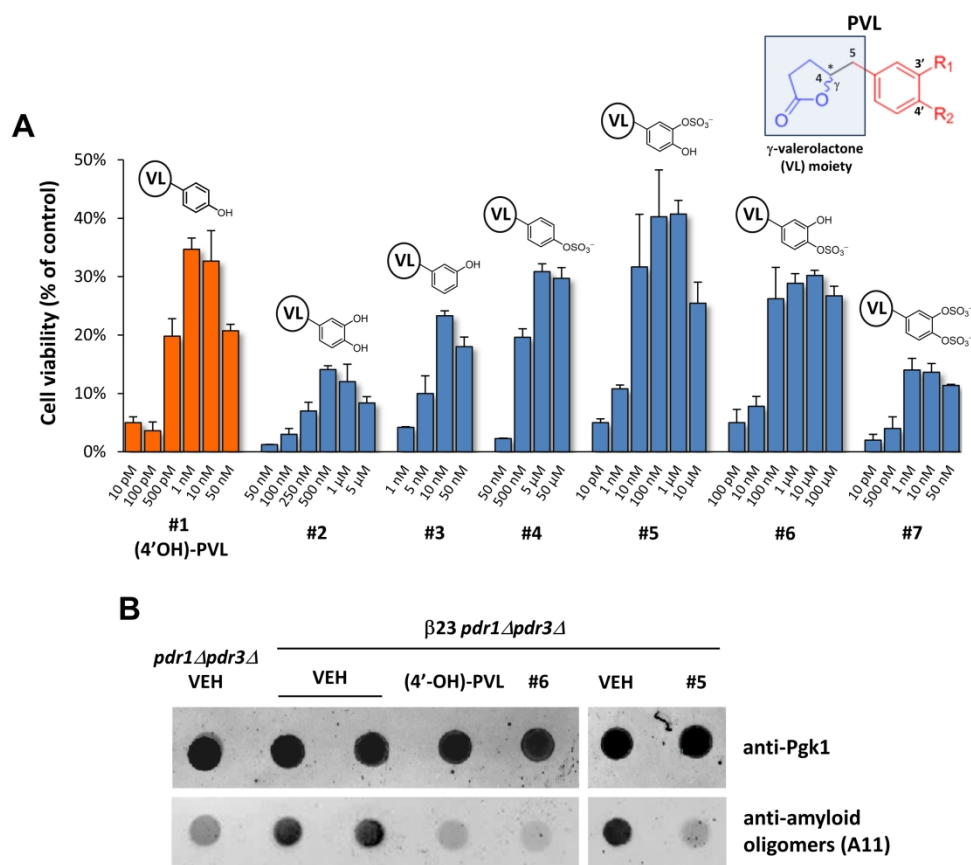 PVL
5
3′
R1
*
4
γ
O
O
4′
R2
γ-valerolactone
(VL) moiety
A
Cell viability (% of control)
50%
40%
30%
20%
10%
0%
VL
OH
VL
OH
OH
VL
OH
VL
OSO3−
VL
OSO3−
OH
VL
OH
OSO3−
VL
OSO3−
OSO3−
10 pM 100 pM 500 pM 1 nM 10 nM 50 nM
50 nM 100 nM 250 nM 500 nM 1 µM 5 µM
1 nM 5 nM 10 nM 50 nM
50 nM 500 nM 5 µM 50 µM
10 pM 1 nM 10 nM 100 nM 1 µM 10 µM
100 pM 10 nM 100 nM 1 µM 10 µM 100 µM
10 pM 500 pM 1 nM 10 nM 50 nM
#1 #2 #3 #4 #5 #6 #7
(4′OH)-PVL
B
β23 pdr1Δpdr3Δ
pdr1Δpdr3Δ
VEH VEH (4′-OH)-PVL #6 VEH #5
anti-Pgk1
anti-amyloid
oligomers (A11)